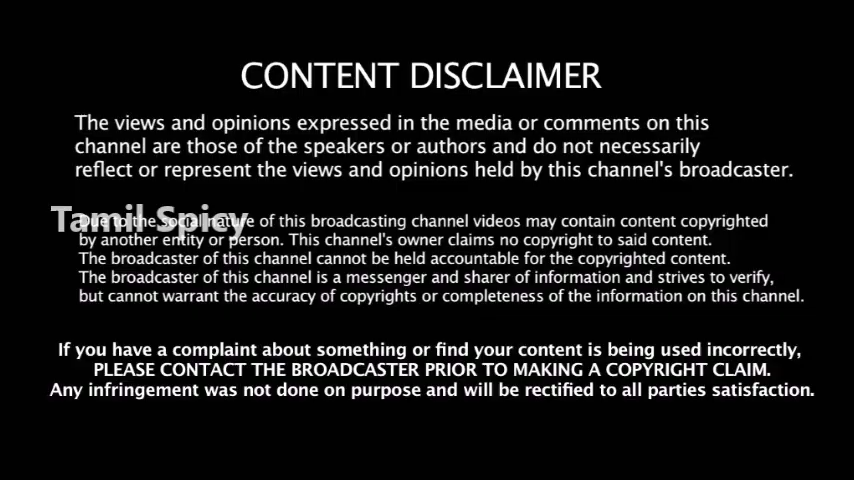 CONTENT DISCLAIMER
The views and opinions expressed in the media or comments on this
channel are those of the speakers or authors and do not necessarily
reflect or represent the views and opinions held by this channel's broadcaster.
Tamil Spicy
Due to the social nature of this broadcasting channel videos may contain content copyrighted
by another entity or person. This channel's owner claims no copyright to said content.
The broadcaster of this channel cannot be held accountable for the copyrighted content.
The broadcaster of this channel is a messenger and sharer of information and strives to verify,
but cannot warrant the accuracy of copyrights or completeness of the information on this channel.
If you have a complaint about something or find your content is being used incorrectly,
PLEASE CONTACT THE BROADCASTER PRIOR TO MAKING A COPYRIGHT CLAIM.
Any infringement was not done on purpose and will be rectified to all parties satisfaction.